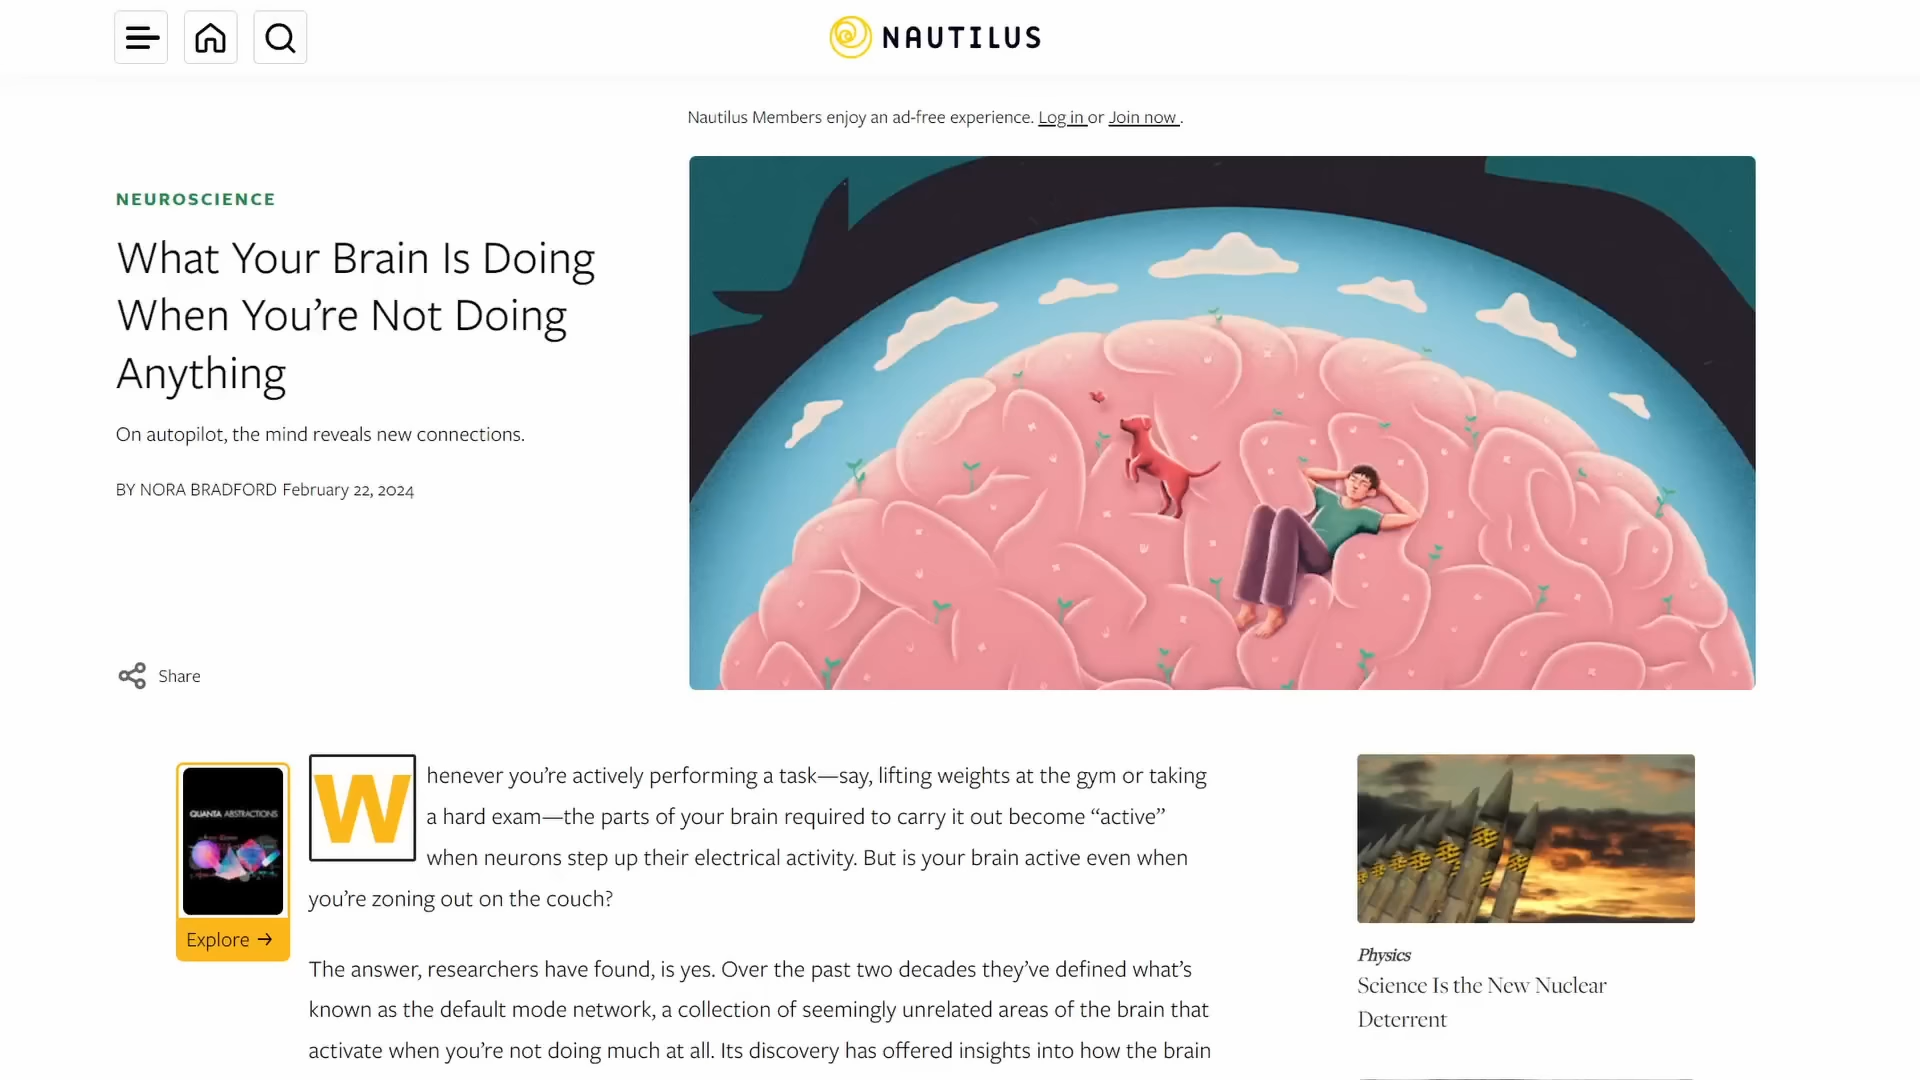 NAUTILUS
Nautilus Members enjoy an ad-free experience. Log in or Join now .
NEUROSCIENCE
What Your Brain Is Doing
When You’re Not Doing
Anything
On autopilot, the mind reveals new connections.
BY NORA BRADFORD February 22, 2024
Share
QUANTA ABSTRACTIONS
Explore →
Whenever you’re actively performing a task—say, lifting weights at the gym or taking
a hard exam—the parts of your brain required to carry it out become “active”
when neurons step up their electrical activity. But is your brain active even when
you’re zoning out on the couch?
The answer, researchers have found, is yes. Over the past two decades they’ve defined what’s
known as the default mode network, a collection of seemingly unrelated areas of the brain that
activate when you’re not doing much at all. Its discovery has offered insights into how the brain
Physics
Science Is the New Nuclear
Deterrent